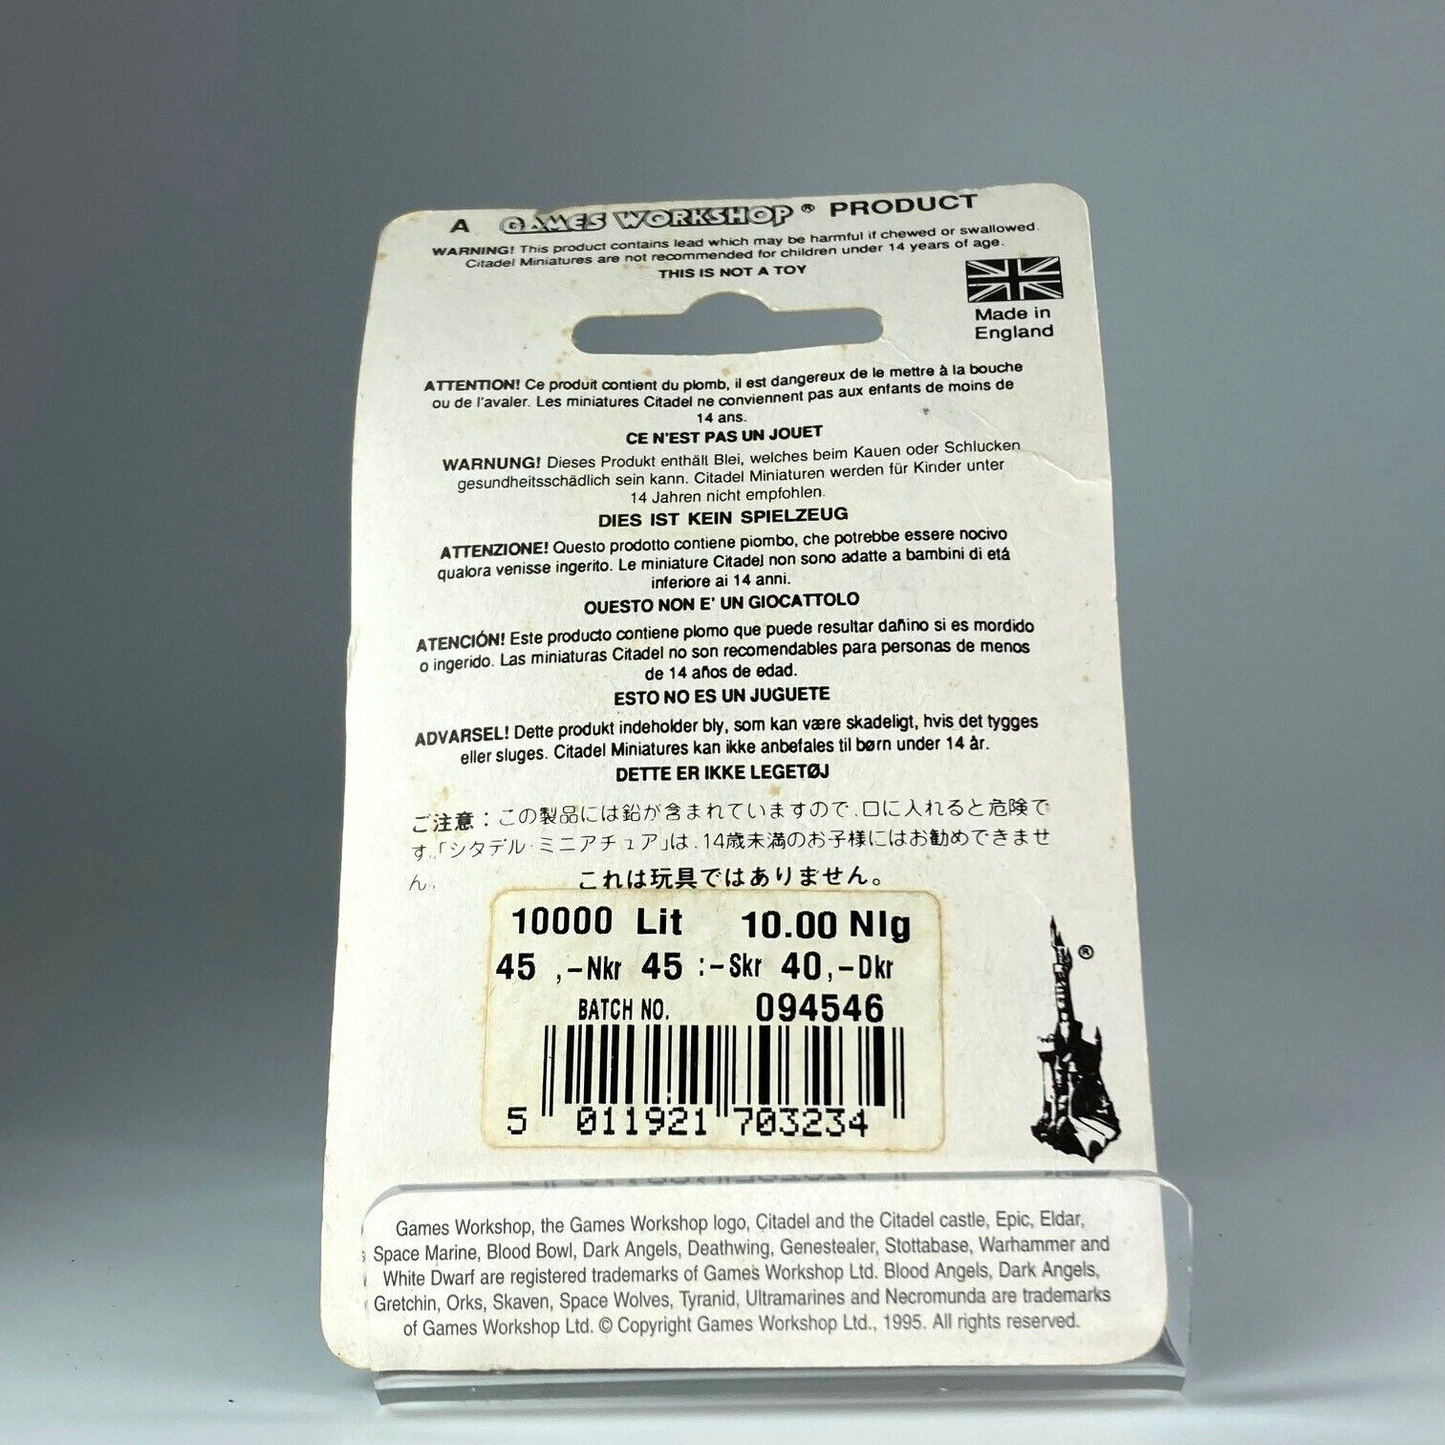 A GAMES WORKSHOP® PRODUCT
WARNING! This product contains lead which may be harmful if chewed or swallowed.
Citadel Miniatures are not recommended for children under 14 years of age.
THIS IS NOT A TOY
Made in
England
ATTENTION! Ce produit contient du plomb, il est dangereux de le mettre à la bouche
ou de l'avaler. Les miniatures Citadel ne conviennent pas aux enfants de moins de
14 ans.
CE N'EST PAS UN JOUET
WARNUNG! Dieses Produkt enthält Blei, welches beim Kauen oder Schlucken
gesundheitsschädlich sein kann. Citadel Miniaturen werden für Kinder unter
14 Jahren nicht empfohlen.
DIES IST KEIN SPIELZEUG
ATTENZIONE! Questo prodotto contiene piombo, che potrebbe essere nocivo
qualora venisse ingerito. Le miniature Citadel non sono adatte a bambini di etá
inferiore ai 14 anni.
OUESTO NON E' UN GIOCATTOLO
ATENCIÓN! Este producto contiene plomo que puede resultar dañino si es mordido
o ingerido. Las miniaturas Citadel no son recomendables para personas de menos
de 14 años de edad.
ESTO NO ES UN JUGUETE
ADVARSEL! Dette produkt indeholder bly, som kan være skadeligt, hvis det tygges
eller sluges. Citadel Miniatures kan ikke anbefales til børn under 14 år.
DETTE ER IKKE LEGETØJ
ご注意：この製品には鉛が含まれていますので、口に入れると危険で
す。「シタデル・ミニアチュア」は、14歳未満のお子様にはお勧めできませ
ん。
これは玩具ではありません。
10000 Lit 10.00 Nlg
45 ,-Nkr 45 :-Skr 40,-Dkr
BATCH NO. 094546
5 011921 703234
®
Games Workshop, the Games Workshop logo, Citadel and the Citadel castle, Epic, Eldar,
Space Marine, Blood Bowl, Dark Angels, Deathwing, Genestealer, Stottabase, Warhammer and
White Dwarf are registered trademarks of Games Workshop Ltd. Blood Angels, Dark Angels,
Gretchin, Orks, Skaven, Space Wolves, Tyranid, Ultramarines and Necromunda are trademarks
of Games Workshop Ltd. © Copyright Games Workshop Ltd., 1995. All rights reserved.